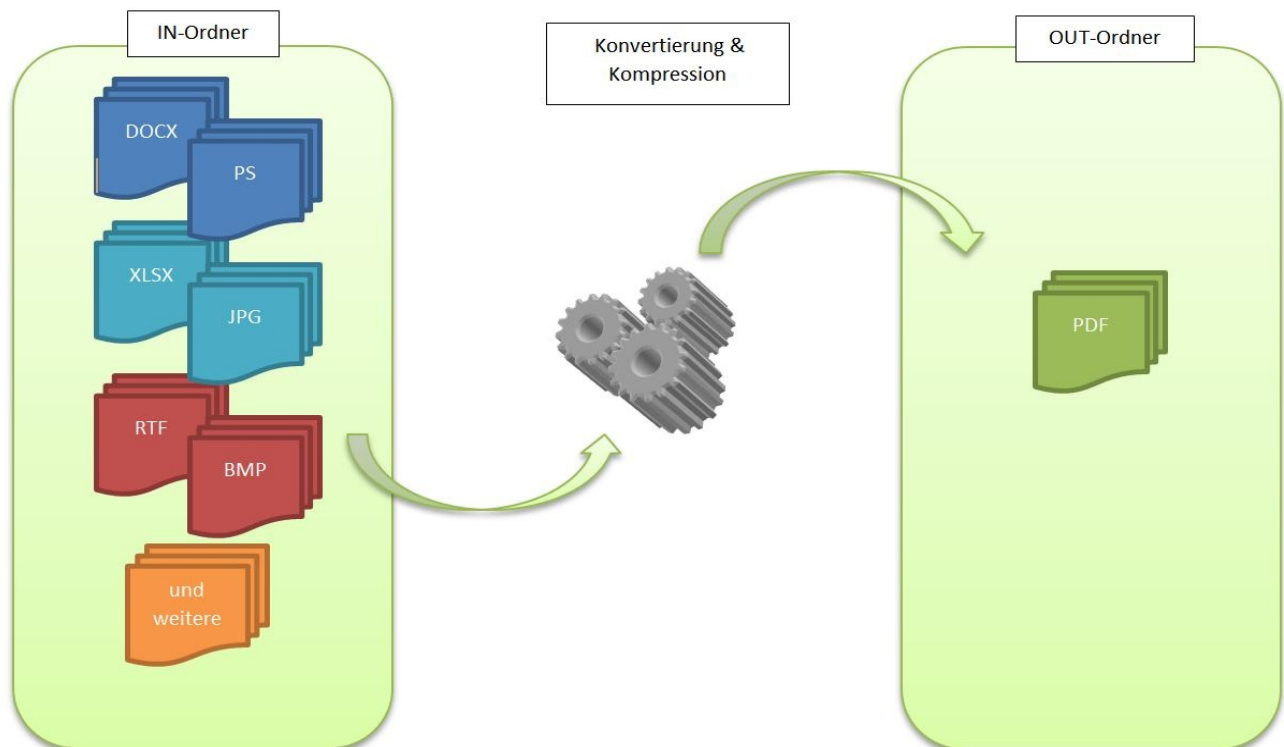 IN-Ordner
DOCX
PS
XLSX
JPG
RTF
BMP
und
weitere
Konvertierung &
Kompression
OUT-Ordner
PDF